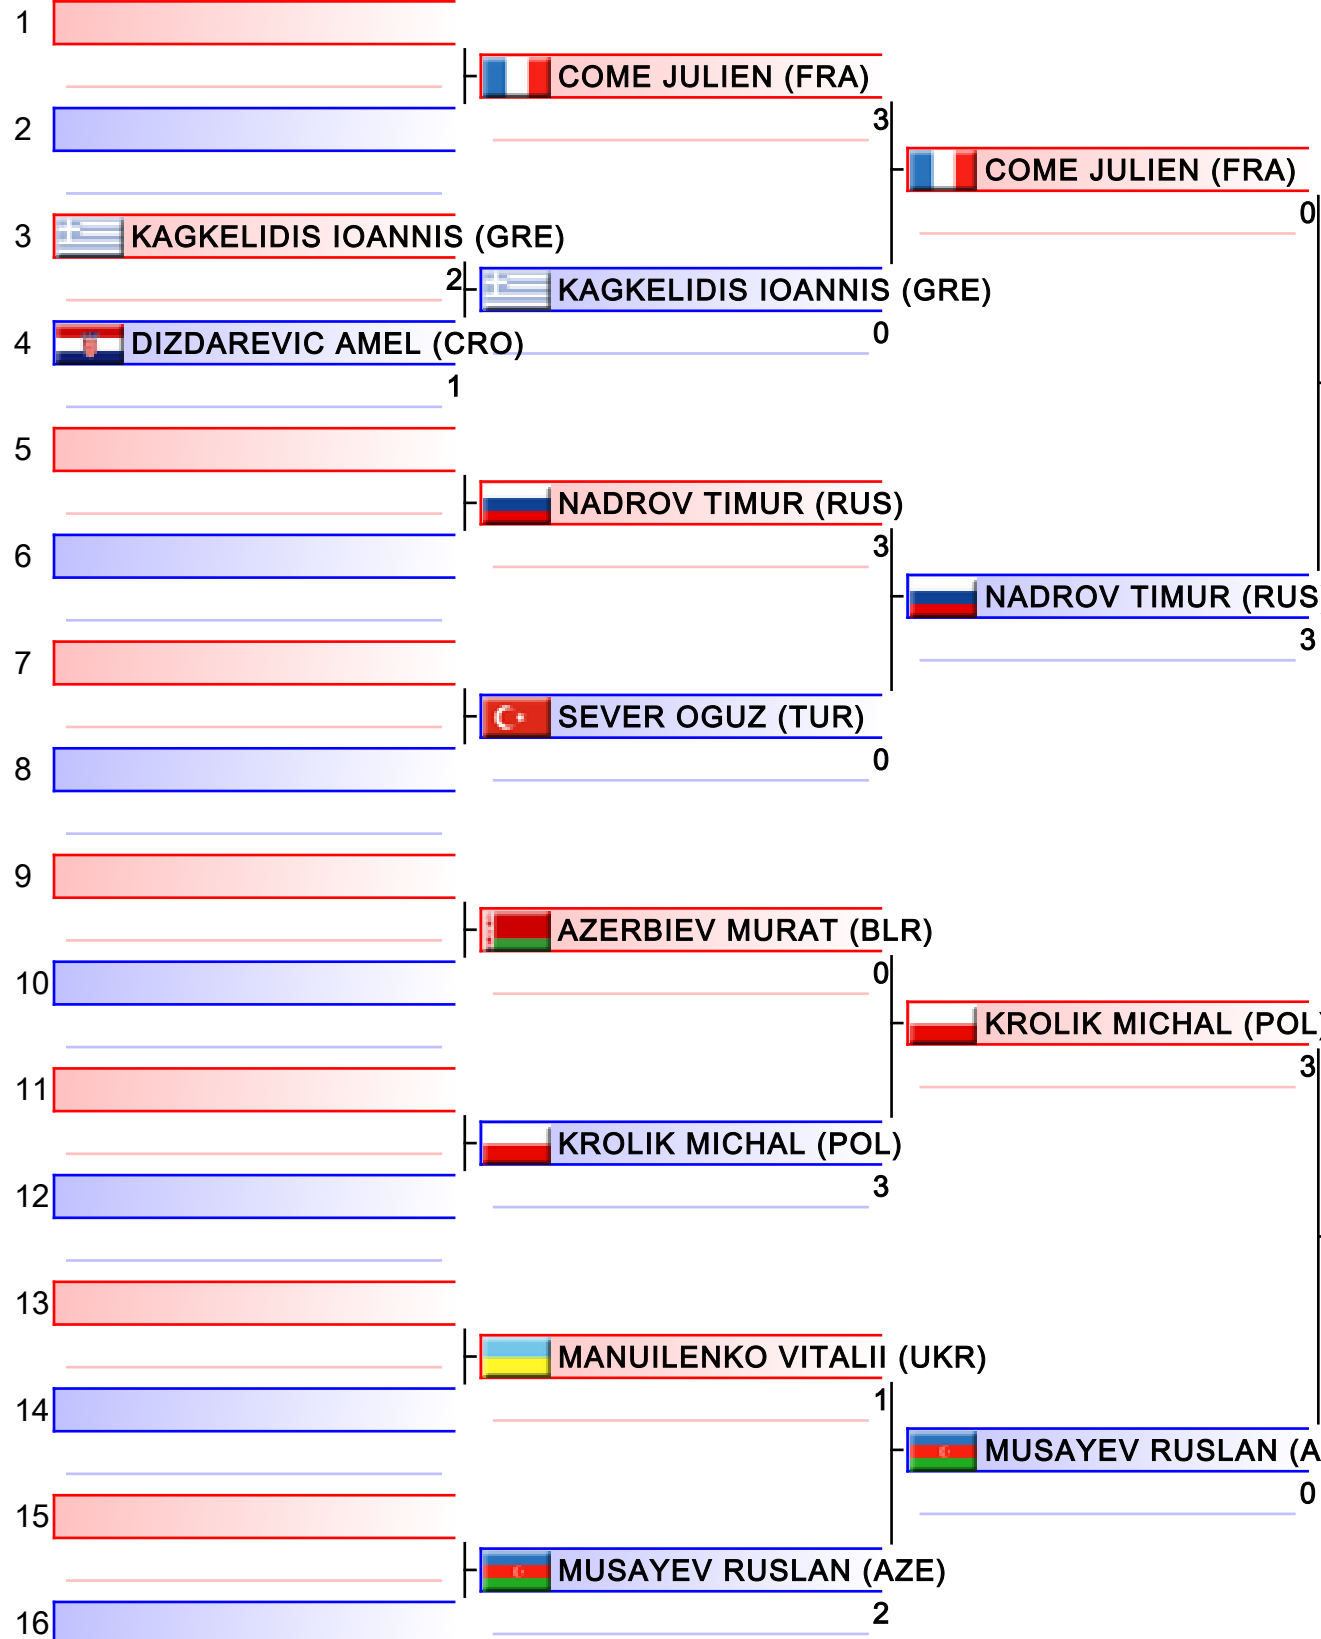 1
COME JULIEN (FRA)
3
2
COME JULIEN (FRA)
0
3
KAGKELIDIS IOANNIS (GRE)
2
KAGKELIDIS IOANNIS (GRE)
0
4
DIZDAREVIC AMEL (CRO)
1
5
NADROV TIMUR (RUS)
3
6
NADROV TIMUR (RUS
3
7
SEVER OGUZ (TUR)
0
8
9
AZERBIEV MURAT (BLR)
0
10
KROLIK MICHAL (POL)
3
11
KROLIK MICHAL (POL)
3
12
13
MANUILENKO VITALII (UKR)
1
14
MUSAYEV RUSLAN (A
0
15
MUSAYEV RUSLAN (AZE)
2
16